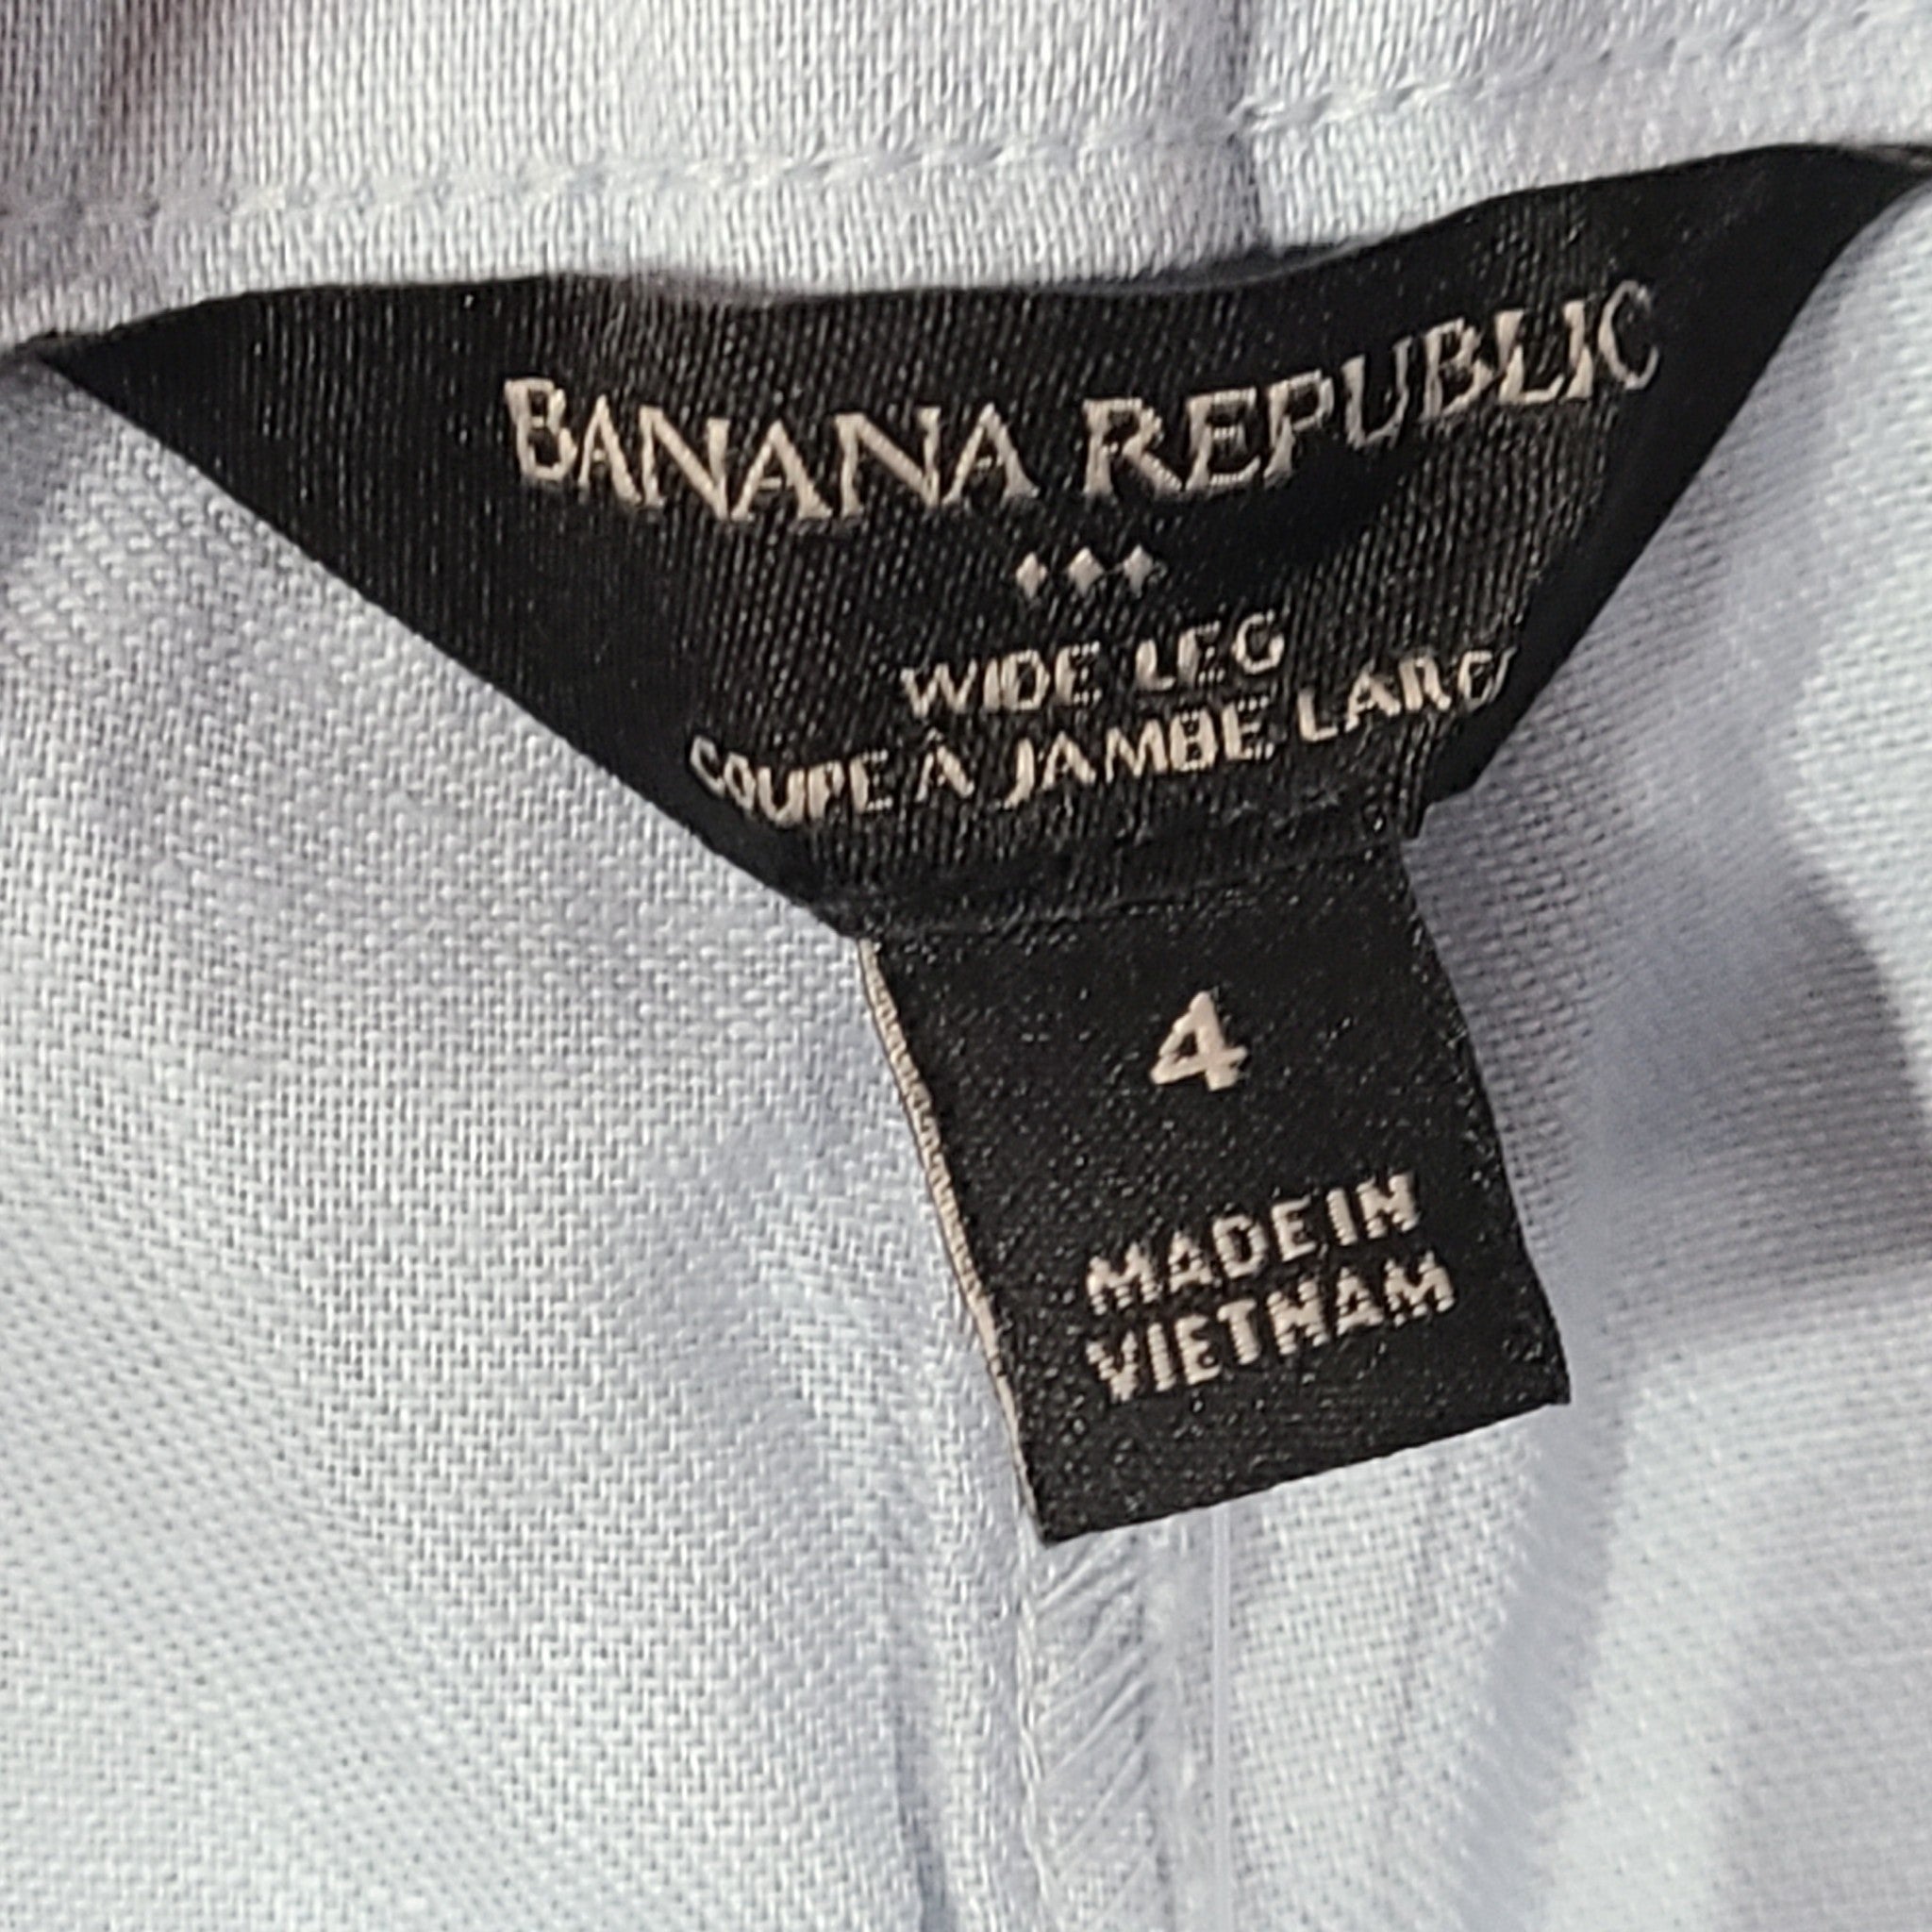 BANANA REPUBLIC
WIDE LEG
COUPE À JAMBE LARGE
4
MADE IN
VIETNAM